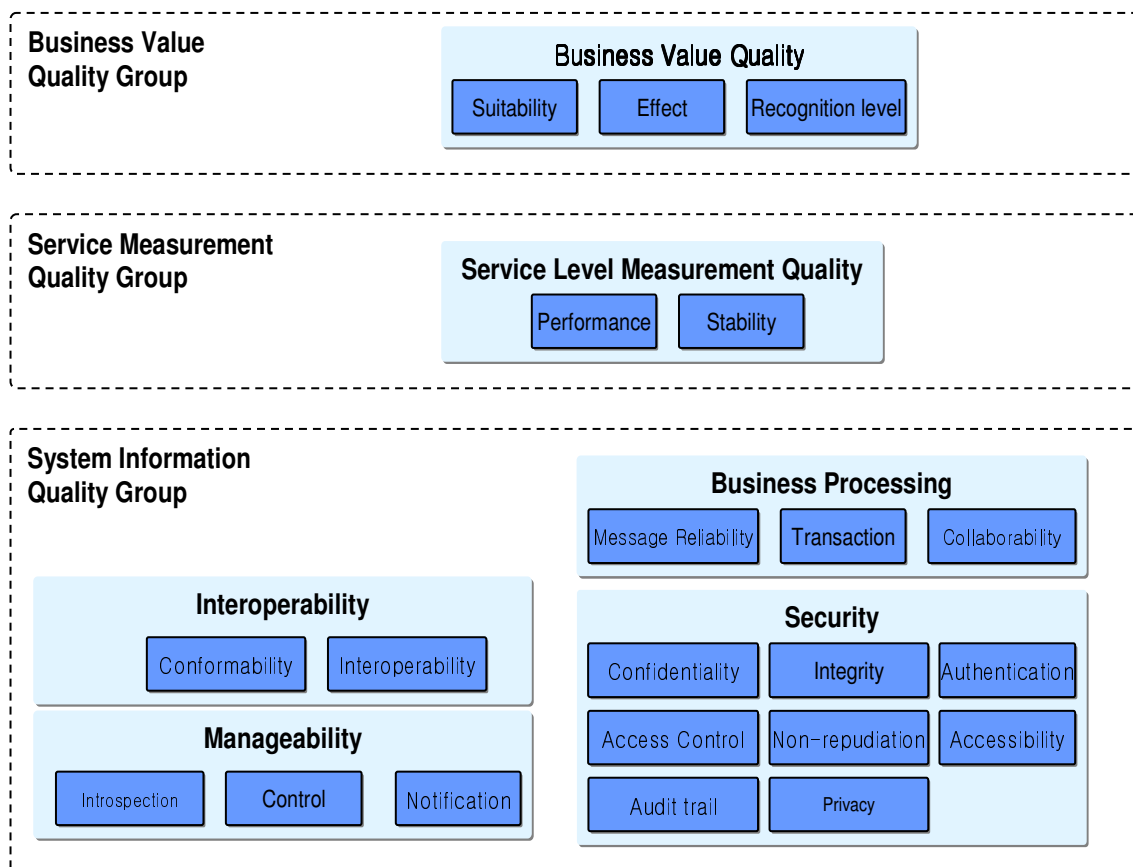 Business Value
Quality Group
Business Value Quality
Suitability
Effect
Recognition level
Service Measurement
Quality Group
Service Level Measurement Quality
Performance
Stability
System Information
Quality Group
Business Processing
Message Reliability
Transaction
Collaborability
Interoperability
Conformability
Interoperability
Manageability
Introspection
Control
Notification
Security
Confidentiality
Integrity
Authentication
Access Control
Non-repudiation
Accessibility
Audit trail
Privacy